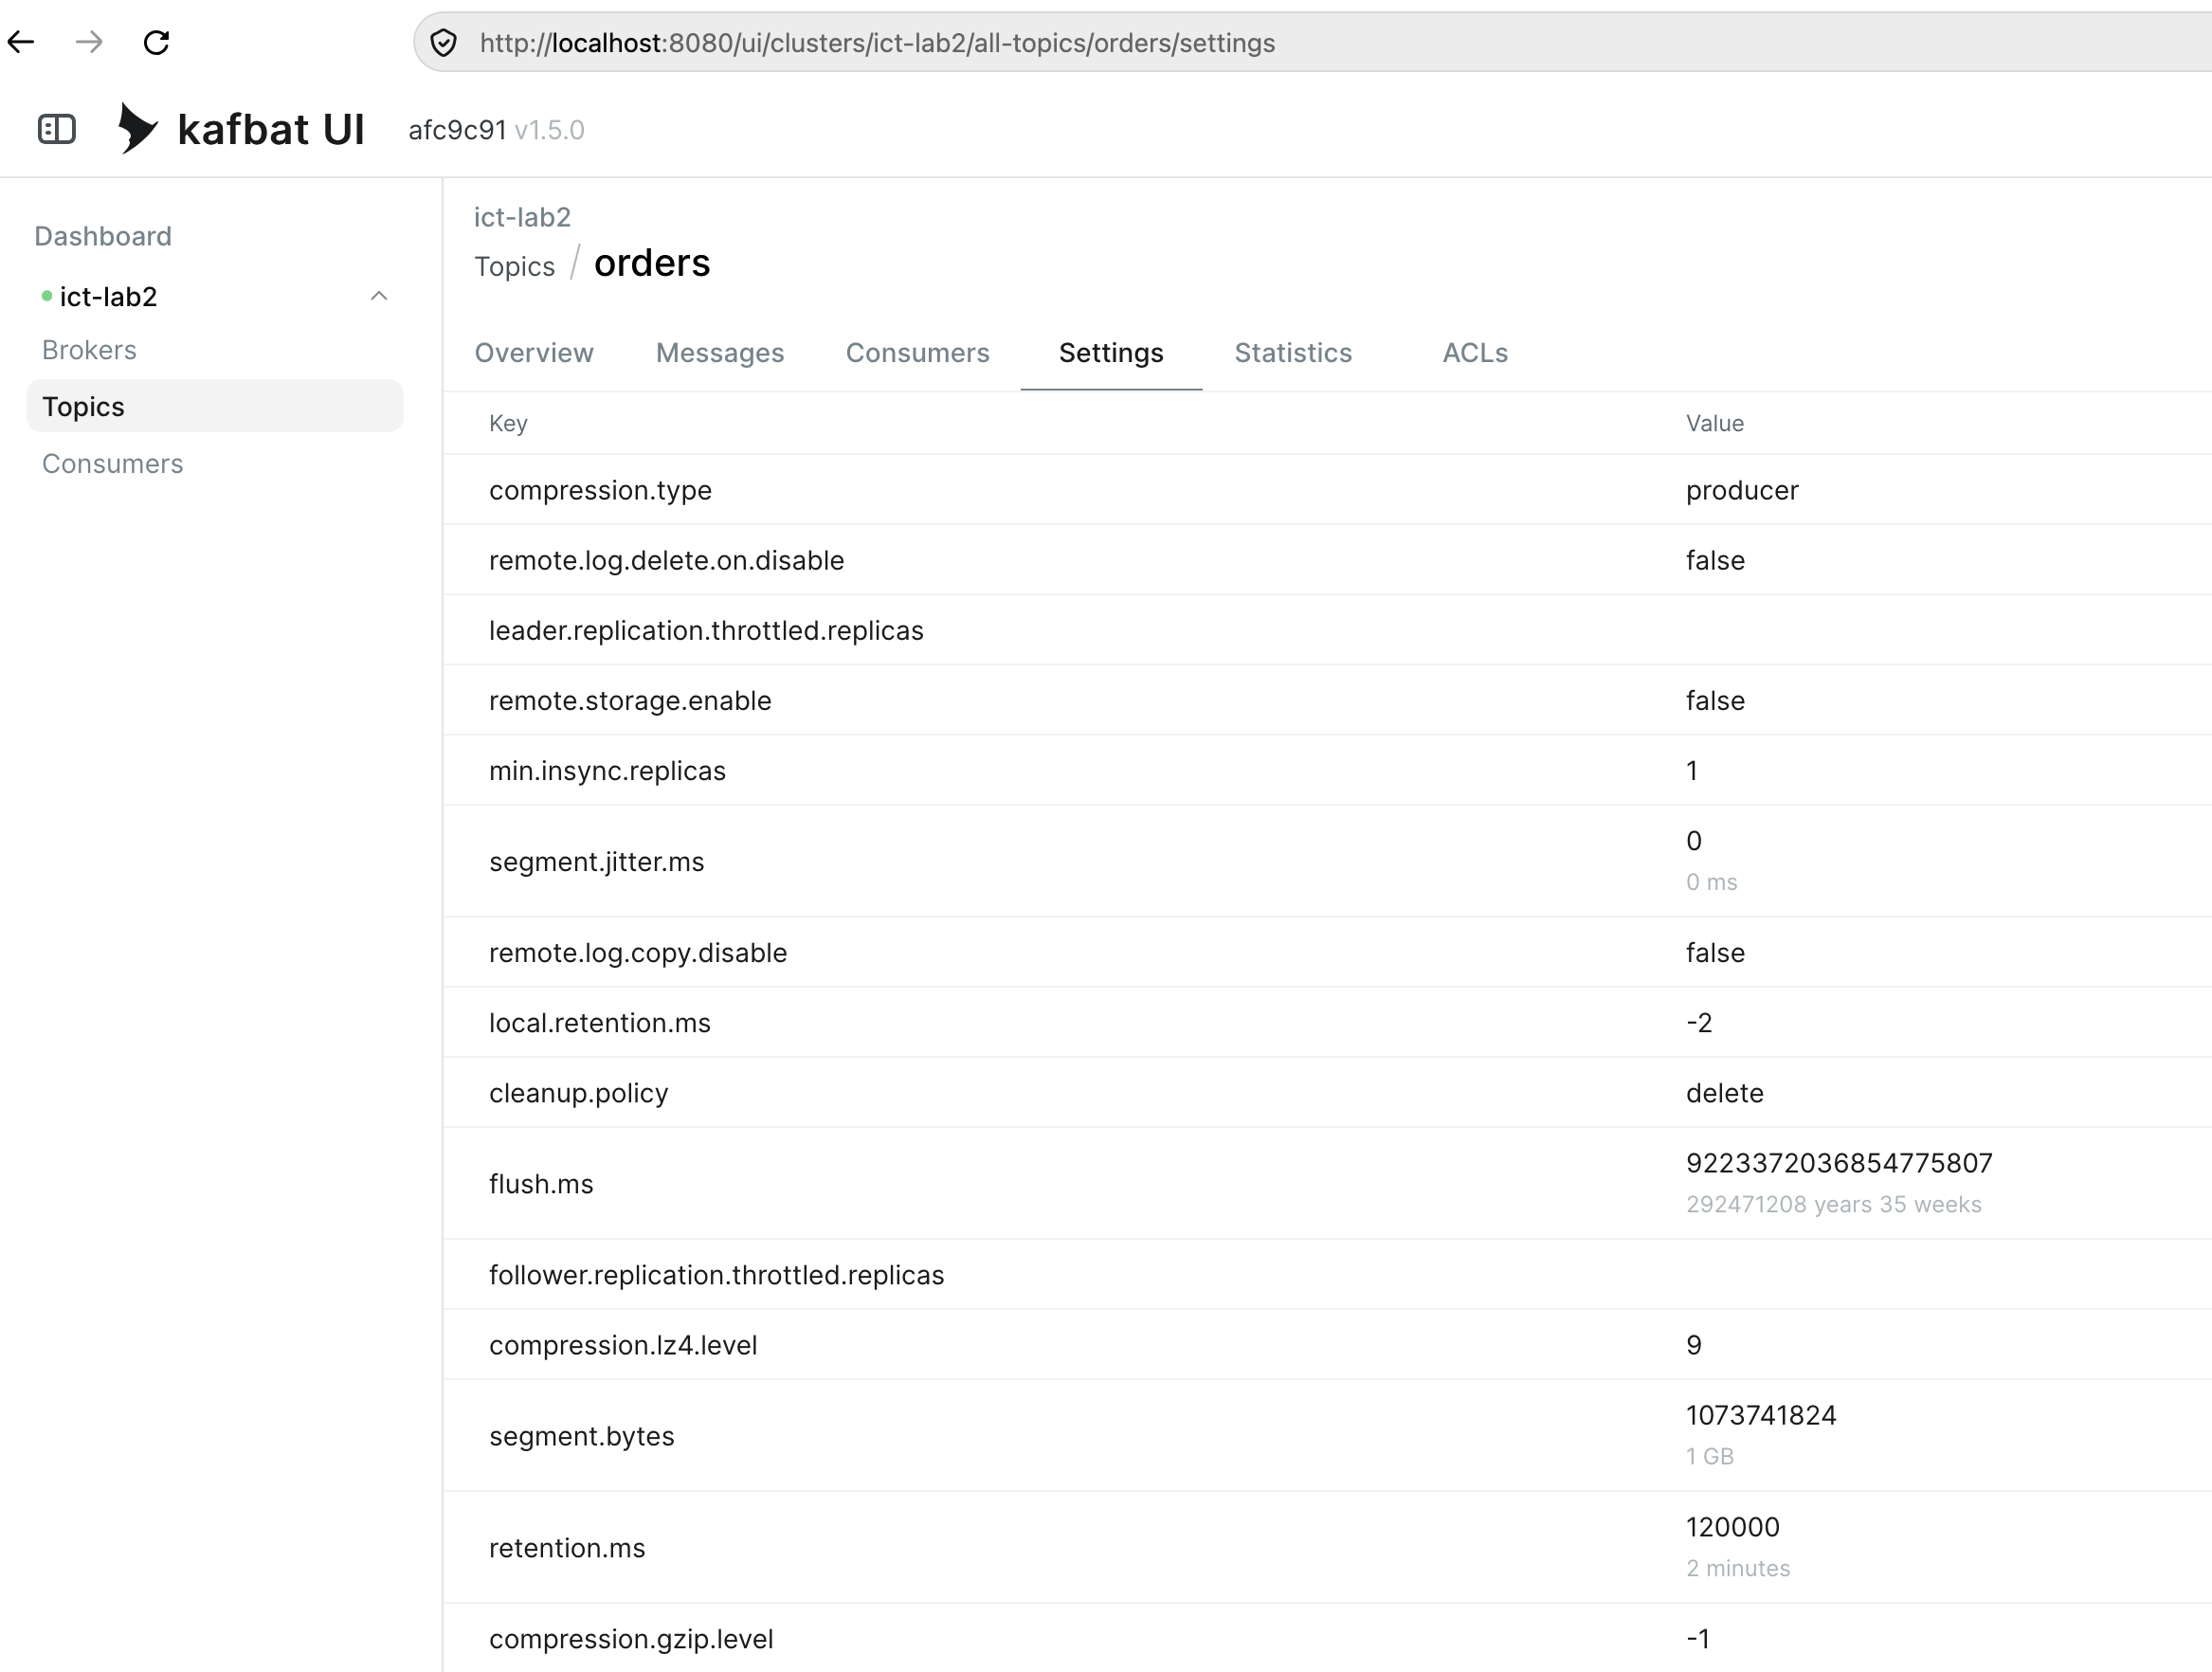 http://localhost:8080/ui/clusters/ict-lab2/all-topics/orders/settings
kafbat UI afc9c91 v1.5.0
Dashboard
ict-lab2
Brokers
Topics
Consumers
ict-lab2
Topics / orders
Overview Messages Consumers Settings Statistics ACLs
Key Value
compression.type producer
remote.log.delete.on.disable false
leader.replication.throttled.replicas
remote.storage.enable false
min.insync.replicas 1
segment.jitter.ms 0
0 ms
remote.log.copy.disable false
local.retention.ms -2
cleanup.policy delete
flush.ms 9223372036854775807
292471208 years 35 weeks
follower.replication.throttled.replicas
compression.lz4.level 9
segment.bytes 1073741824
1 GB
retention.ms 120000
2 minutes
compression.gzip.level -1